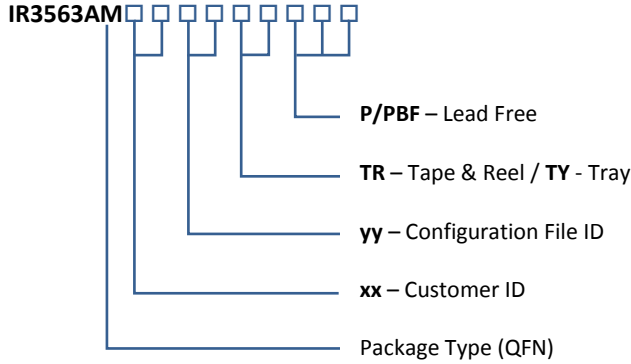 IR3563AM
P/PBF – Lead Free
TR – Tape & Reel / TY - Tray
yy – Configuration File ID
xx – Customer ID
Package Type (QFN)